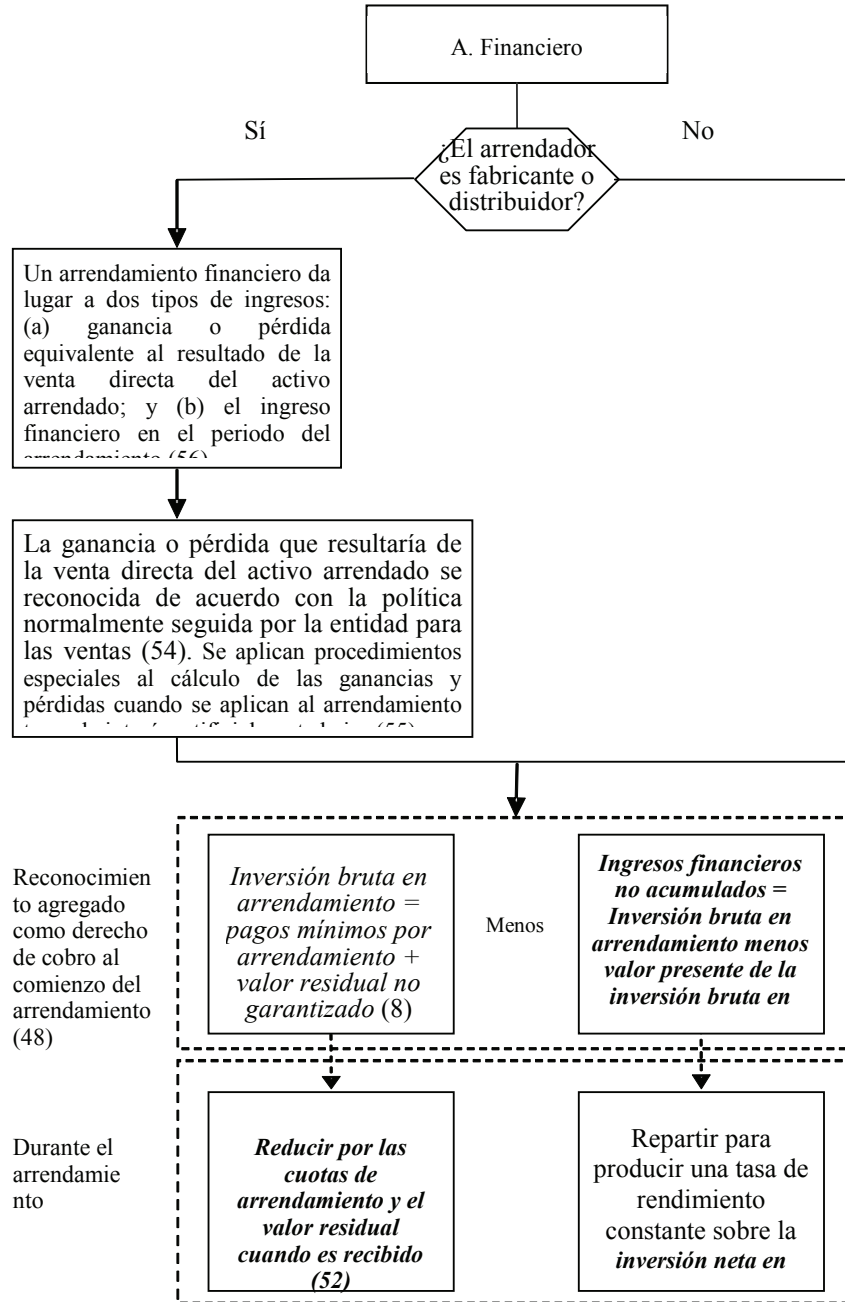 A. Financiero
Sí
No
¿El arrendador
es fabricante o
distribuidor?
Un arrendamiento financiero da
lugar a dos tipos de ingresos:
(a) ganancia o pérdida
equivalente al resultado de la
venta directa del activo
arrendado; y (b) el ingreso
financiero en el periodo del
arrendamiento (56)
La ganancia o pérdida que resultaría de
la venta directa del activo arrendado se
reconocida de acuerdo con la política
normalmente seguida por la entidad para
las ventas (54). Se aplican procedimientos
especiales al cálculo de las ganancias y
pérdidas cuando se aplican al arrendamiento
Reconocimien
to agregado
como derecho
de cobro al
comienzo del
arrendamiento
(48)
Inversión bruta en
arrendamiento =
pagos mínimos por
arrendamiento +
valor residual no
garantizado (8)
Menos
Ingresos financieros
no acumulados =
Inversión bruta en
arrendamiento menos
valor presente de la
inversión bruta en
Durante el
arrendamie
nto
Reducir por las
cuotas de
arrendamiento y el
valor residual
cuando es recibido
(52)
Repartir para
producir una tasa de
rendimiento
constante sobre la
inversión neta en